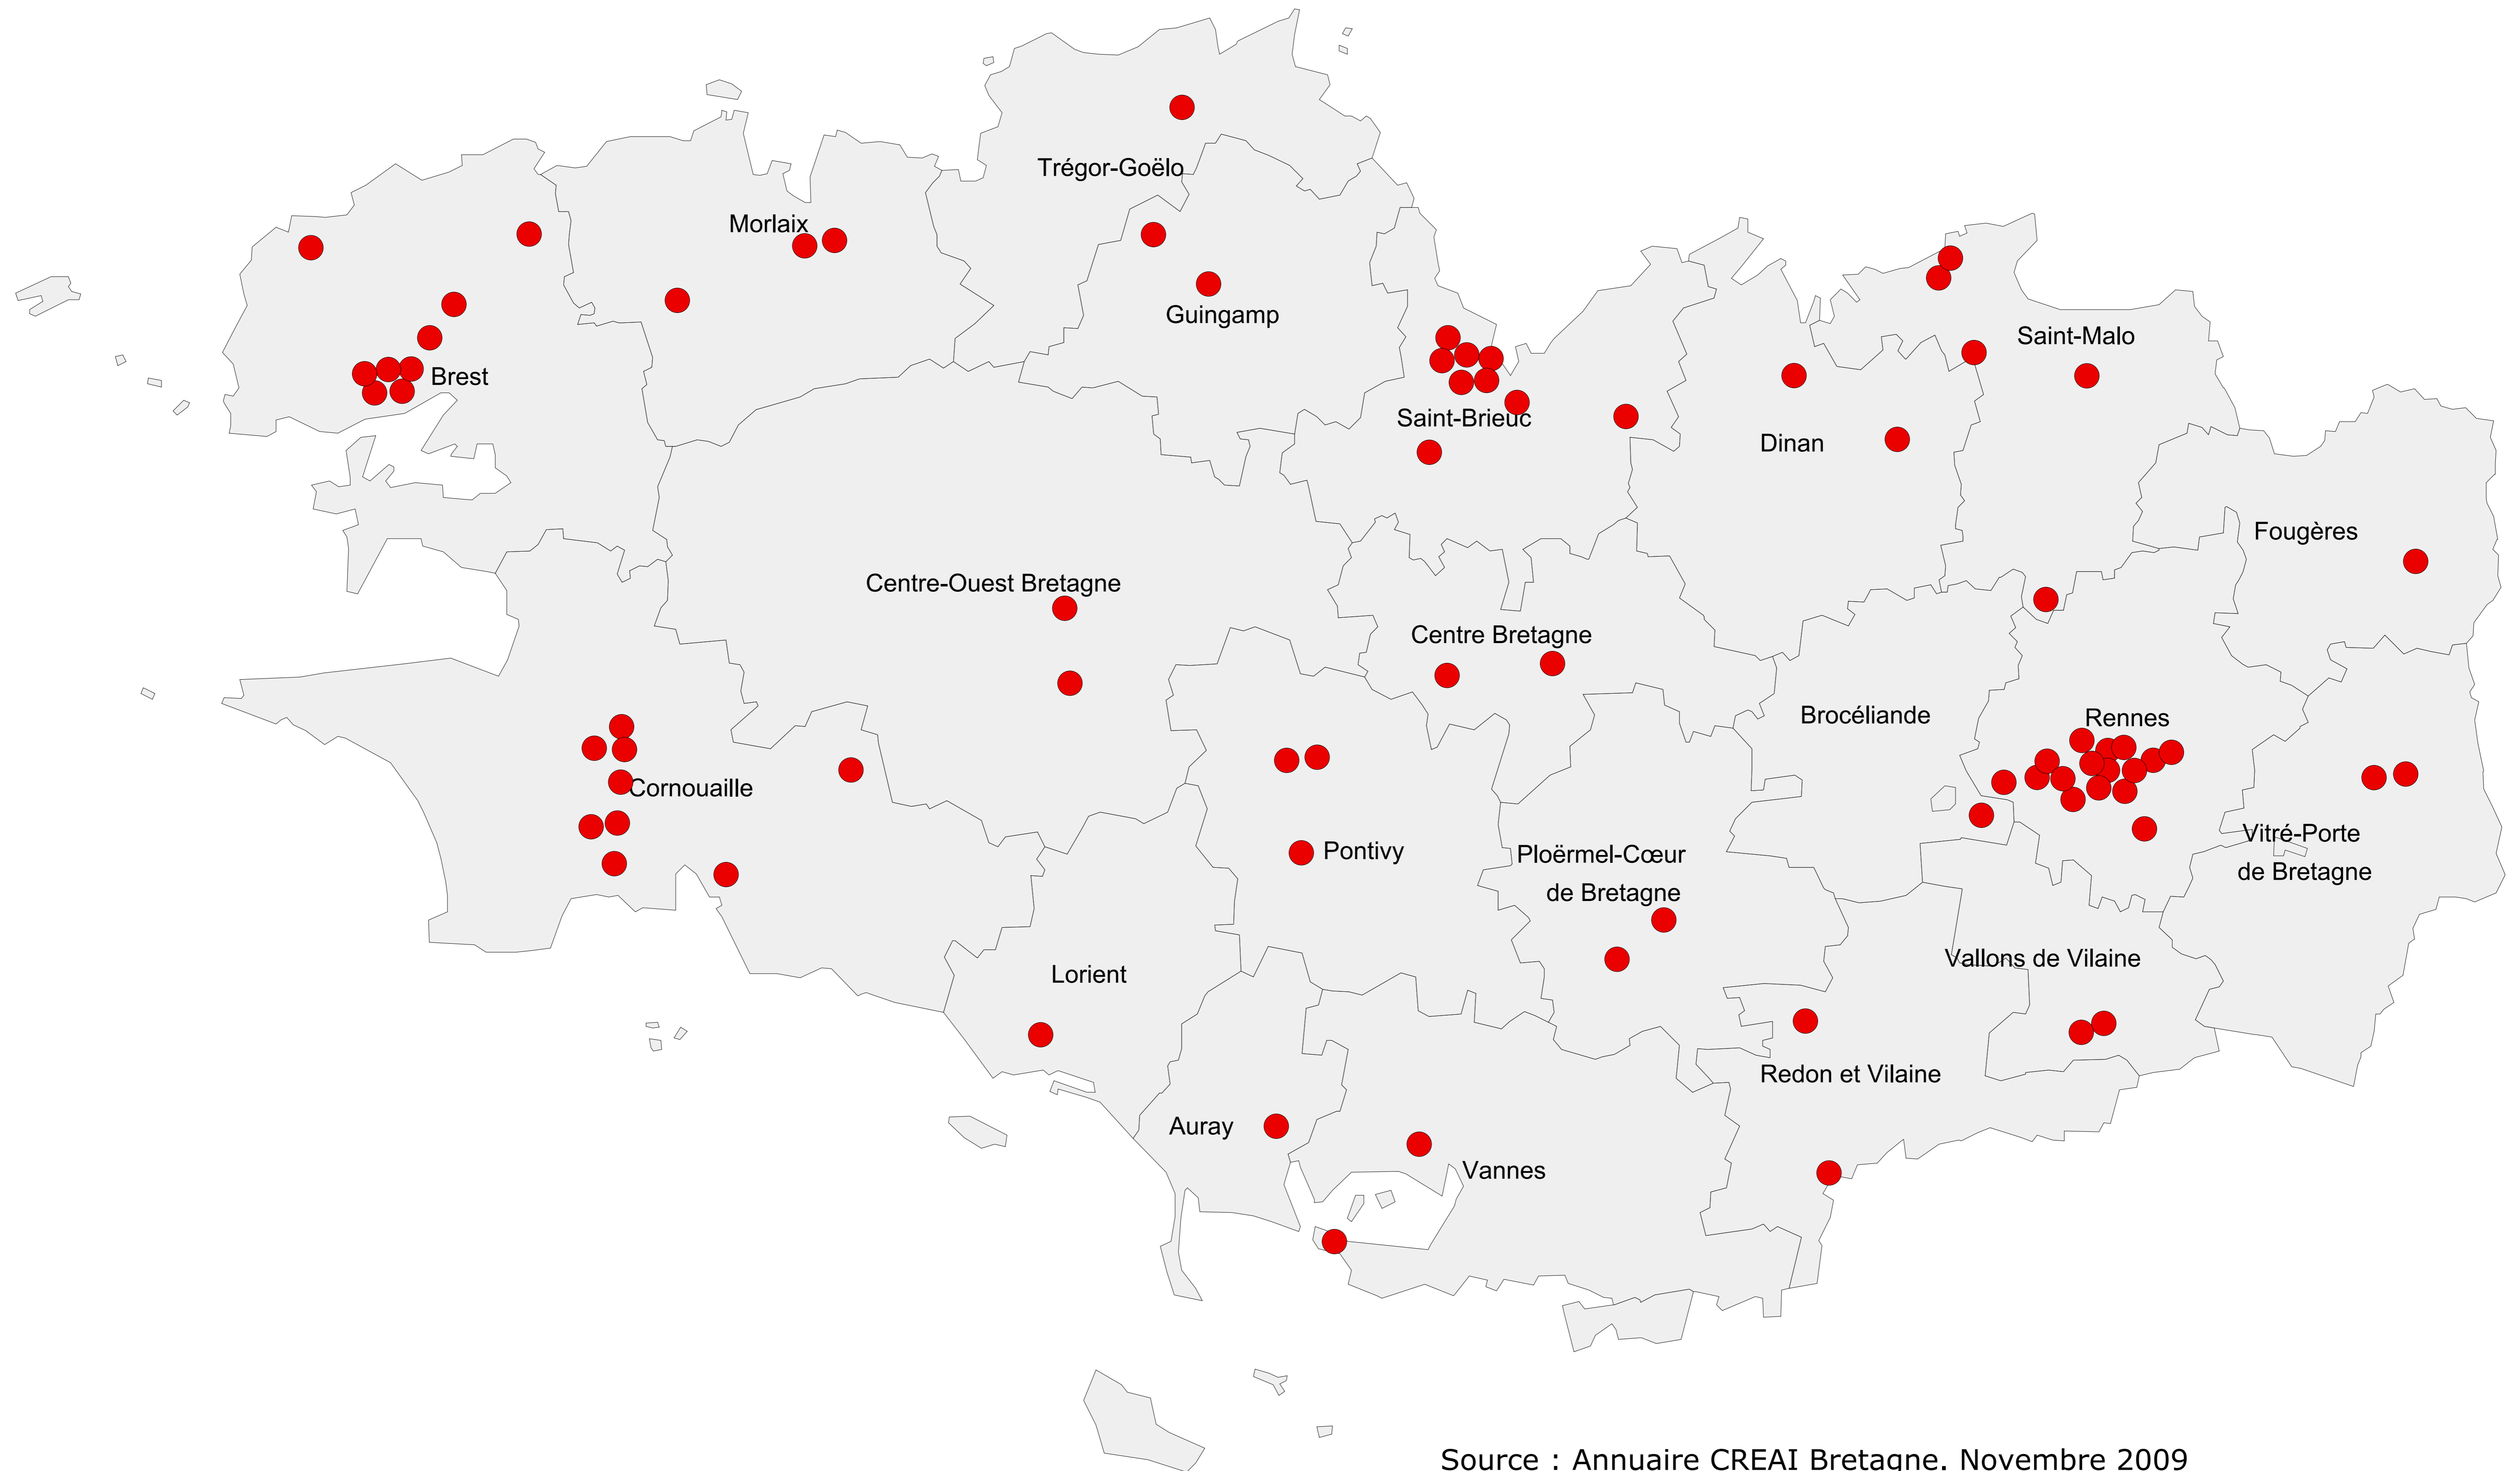 Trégor-Goëlo
Morlaix
Guingamp
Saint-Malo
Brest
Saint-Brieuc
Dinan
Fougères
Centre-Ouest Bretagne
Centre Bretagne
Brocéliande
Rennes
Cornouaille
Vitré-Porte
de Bretagne
Pontivy
Ploërmel-Cœur
de Bretagne
Vallons de Vilaine
Lorient
Redon et Vilaine
Auray
Vannes
Source : Annuaire CREAI Bretagne. Novembre 2009